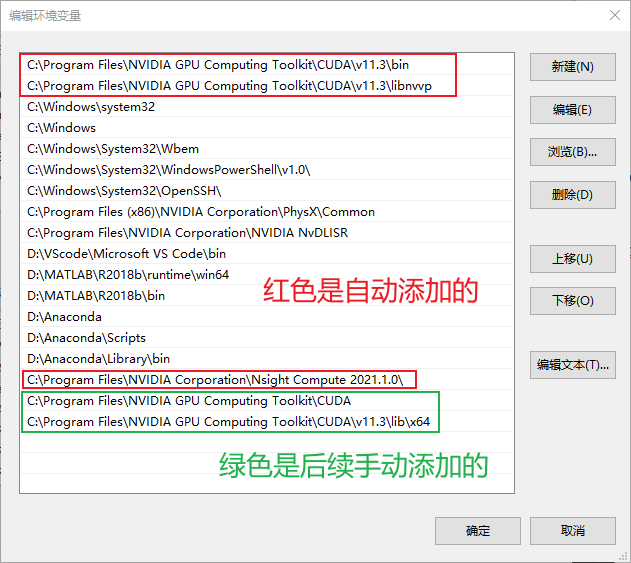 编辑环境变量
C:\Program Files\NVIDIA GPU Computing Toolkit\CUDA\v11.3\bin
C:\Program Files\NVIDIA GPU Computing Toolkit\CUDA\v11.3\libnvvp
C:\Windows\system32
C:\Windows
C:\Windows\System32\Wbem
C:\Windows\System32\WindowsPowerShell\v1.0\
C:\Windows\System32\OpenSSH\
C:\Program Files (x86)\NVIDIA Corporation\PhysX\Common
C:\Program Files\NVIDIA Corporation\NVIDIA NvDLISR
D:\VScode\Microsoft VS Code\bin
D:\MATLAB\R2018b\runtime\win64
D:\MATLAB\R2018b\bin
D:\Anaconda
D:\Anaconda\Scripts
D:\Anaconda\Library\bin
C:\Program Files\NVIDIA Corporation\Nsight Compute 2021.1.0\
C:\Program Files\NVIDIA GPU Computing Toolkit\CUDA
C:\Program Files\NVIDIA GPU Computing Toolkit\CUDA\v11.3\lib\x64
红色是自动添加的
绿色是后续手动添加的
新建(N)
编辑(E)
浏览(B)...
删除(D)
上移(U)
下移(O)
编辑文本(T)...
确定
取消